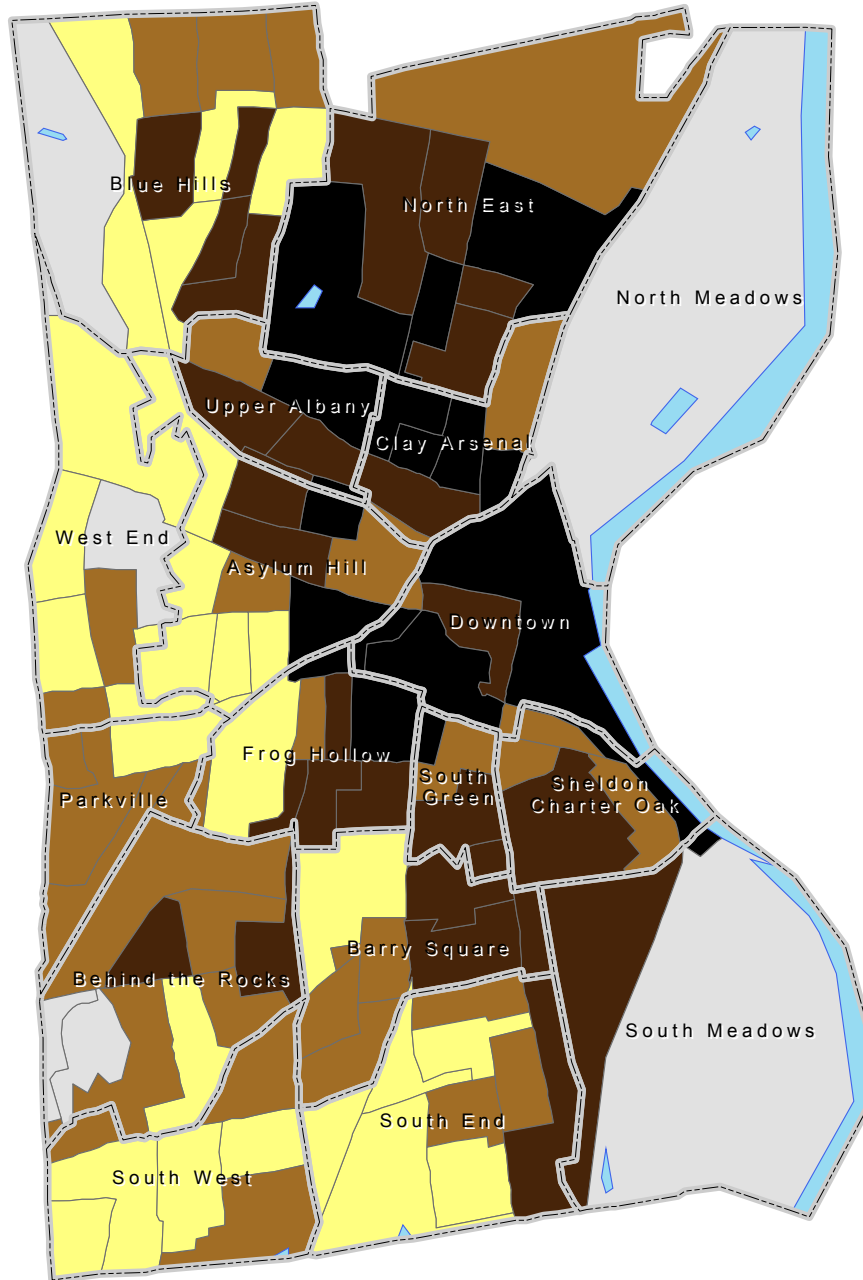 Blue Hills
North East
North Meadows
Upper Albany
Clay Arsenal
West End
Asylum Hill
Downtown
Frog Hollow
South
Green
Sheldon
Charter Oak
Parkville
Barry Square
Behind the Rocks
South Meadows
South End
South West